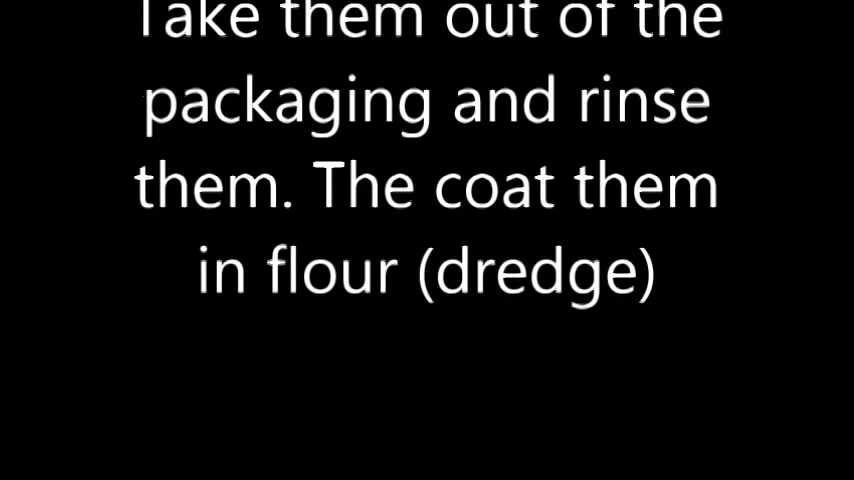 Take them out of the
packaging and rinse
them. The coat them
in flour (dredge)